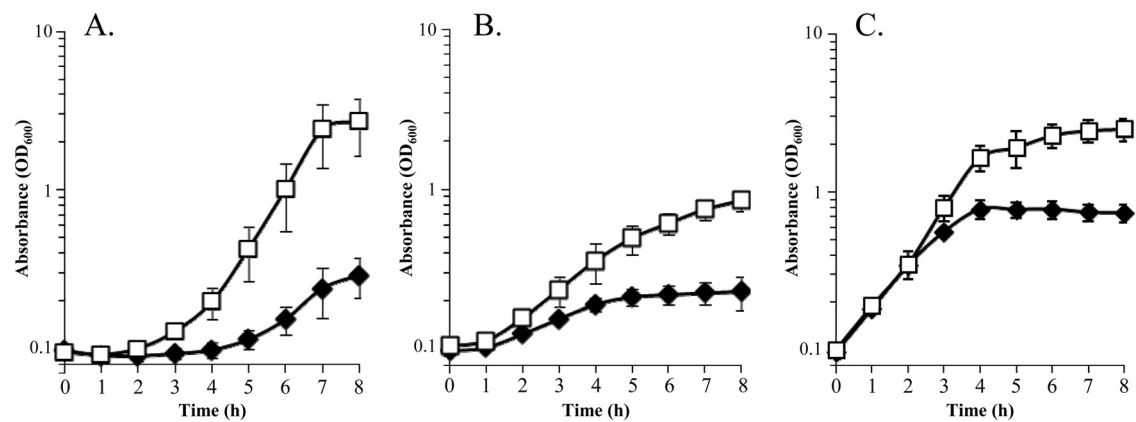 A.
10
1
0.1
Absorbance (OD600)
0 1 2 3 4 5 6 7 8
Time (h)
B.
10
1
0.1
Absorbance (OD600)
0 1 2 3 4 5 6 7 8
Time (h)
C.
10
1
0.1
Absorbance (OD600)
0 1 2 3 4 5 6 7 8
Time (h)